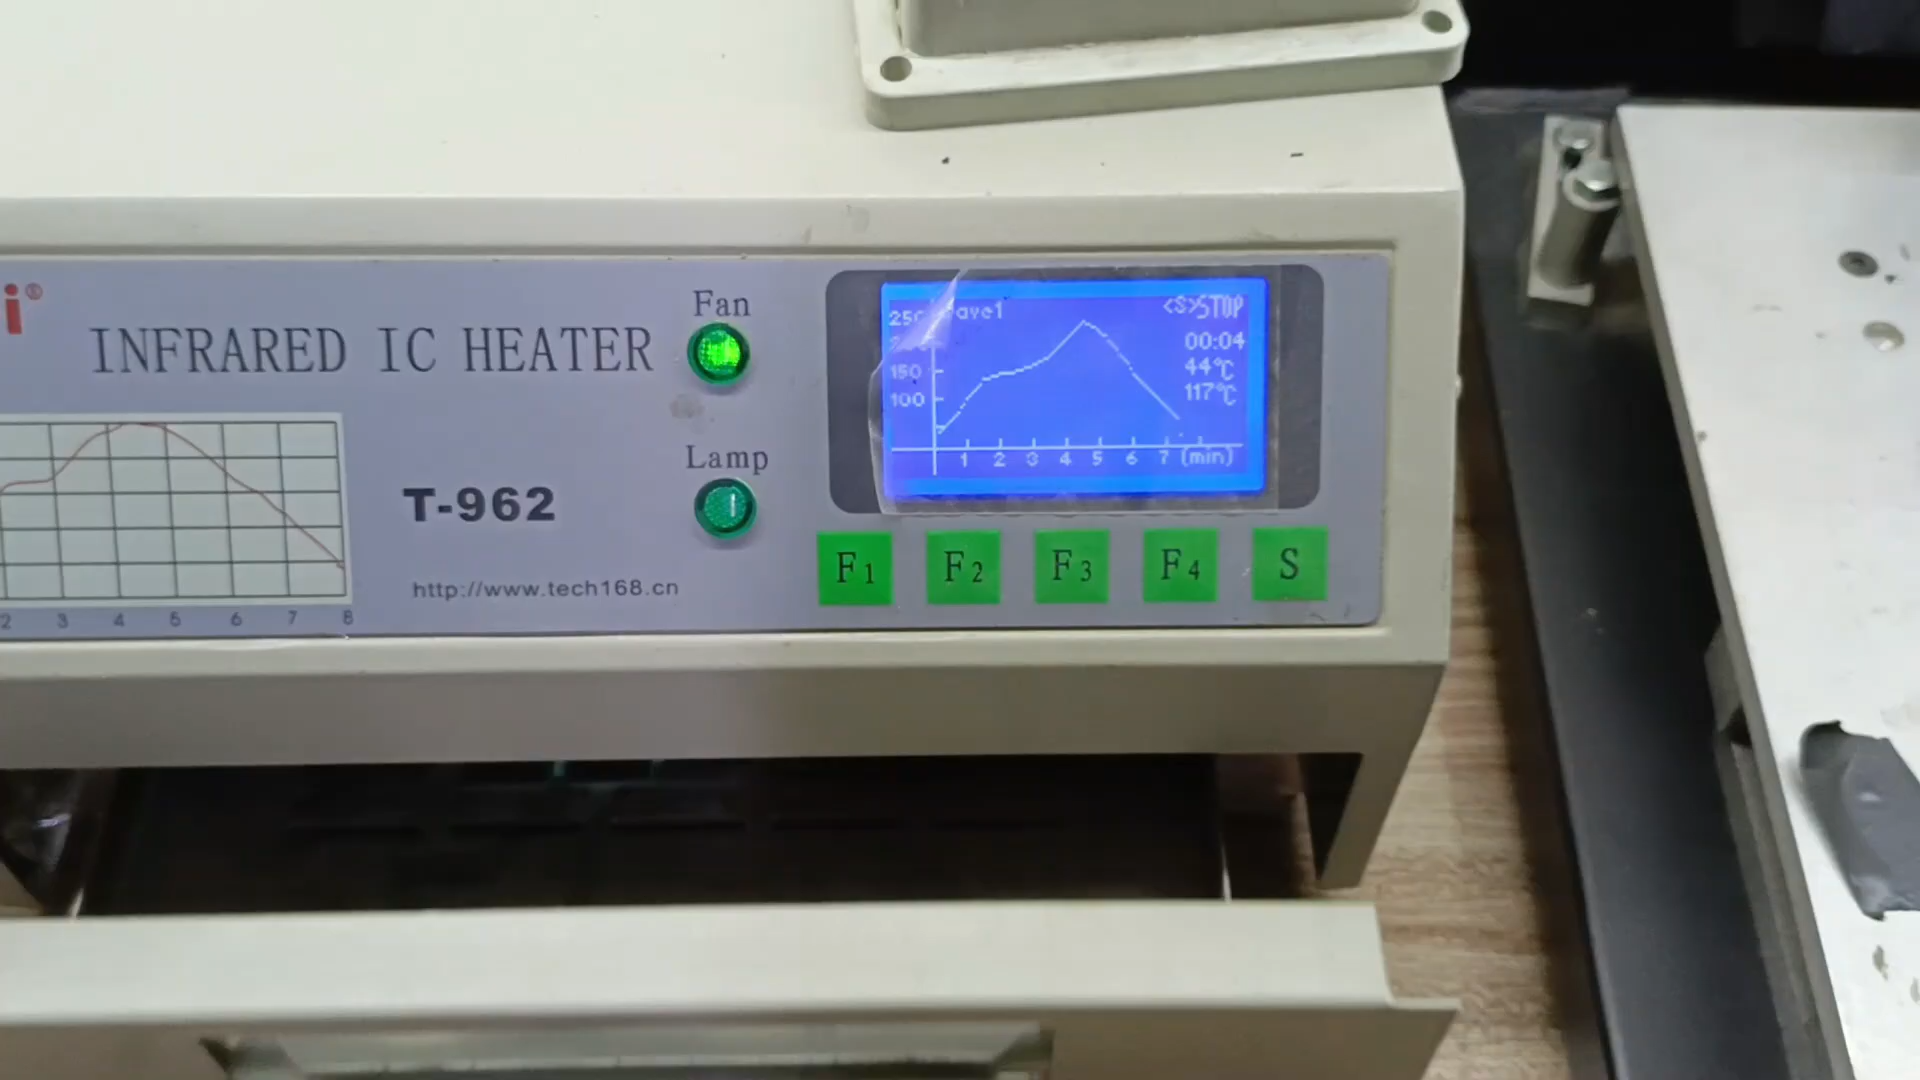 i®
INFRARED IC HEATER
T-962
http://www.tech168.cn
2 3 4 5 6 7 8
Fan
Lamp
<S>STOP
00:04
44℃
117℃
150
100
1 2 3 4 5 6 7 (min)
F1 F2 F3 F4 S